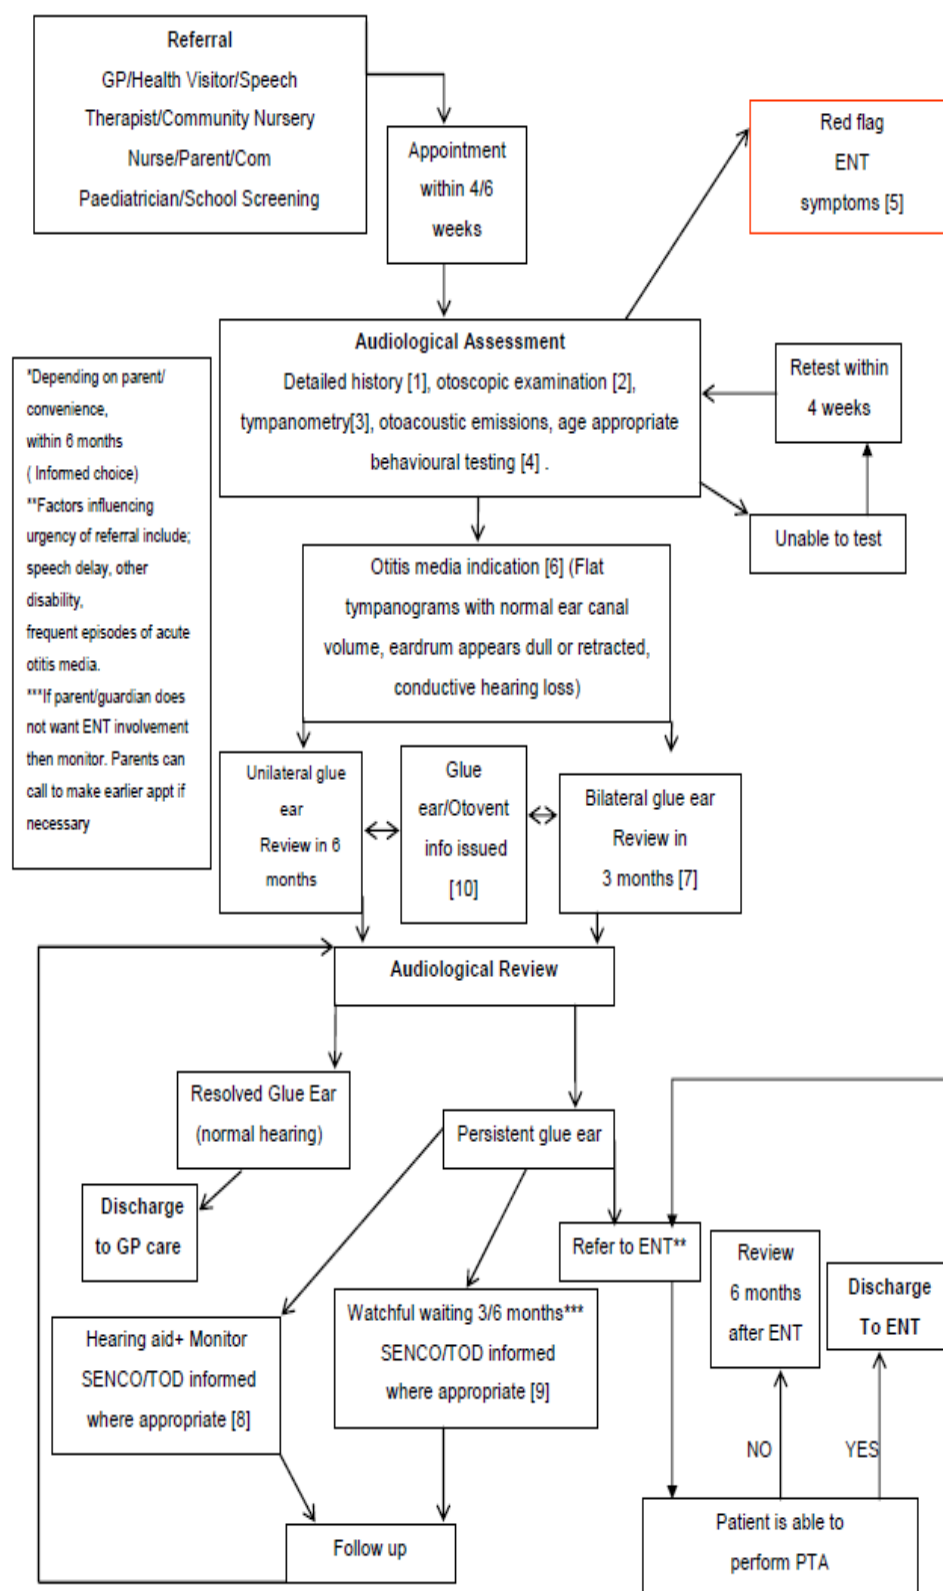 Referral
GP/Health Visitor/Speech
Therapist/Community Nursery
Nurse/Parent/Com
Paediatrician/School Screening
Appointment
within 4/6
weeks
Red flag
ENT
symptoms [5]
Audiological Assessment
Detailed history [1], otoscopic examination [2],
tympanometry[3], otoacoustic emissions, age appropriate
behavioural testing [4] .
Retest within
4 weeks
Unable to test
*Depending on parent/
convenience,
within 6 months
( Informed choice)
**Factors influencing
urgency of referral include;
speech delay, other
disability,
frequent episodes of acute
otitis media.
***If parent/guardian does
not want ENT involvement
then monitor. Parents can
call to make earlier appt if
necessary
Otitis media indication [6] (Flat
tympanograms with normal ear canal
volume, eardrum appears dull or retracted,
conductive hearing loss)
Unilateral glue
ear
Review in 6
months
Glue
ear/Otovent
info issued
[10]
Bilateral glue ear
Review in
3 months [7]
Audiological Review
Resolved Glue Ear
(normal hearing)
Persistent glue ear
Discharge
to GP care
Refer to ENT**
Review
6 months
after ENT
Discharge
To ENT
Hearing aid+ Monitor
SENCO/TOD informed
where appropriate [8]
Watchful waiting 3/6 months***
SENCO/TOD informed
where appropriate [9]
NO
YES
Follow up
Patient is able to
perform PTA